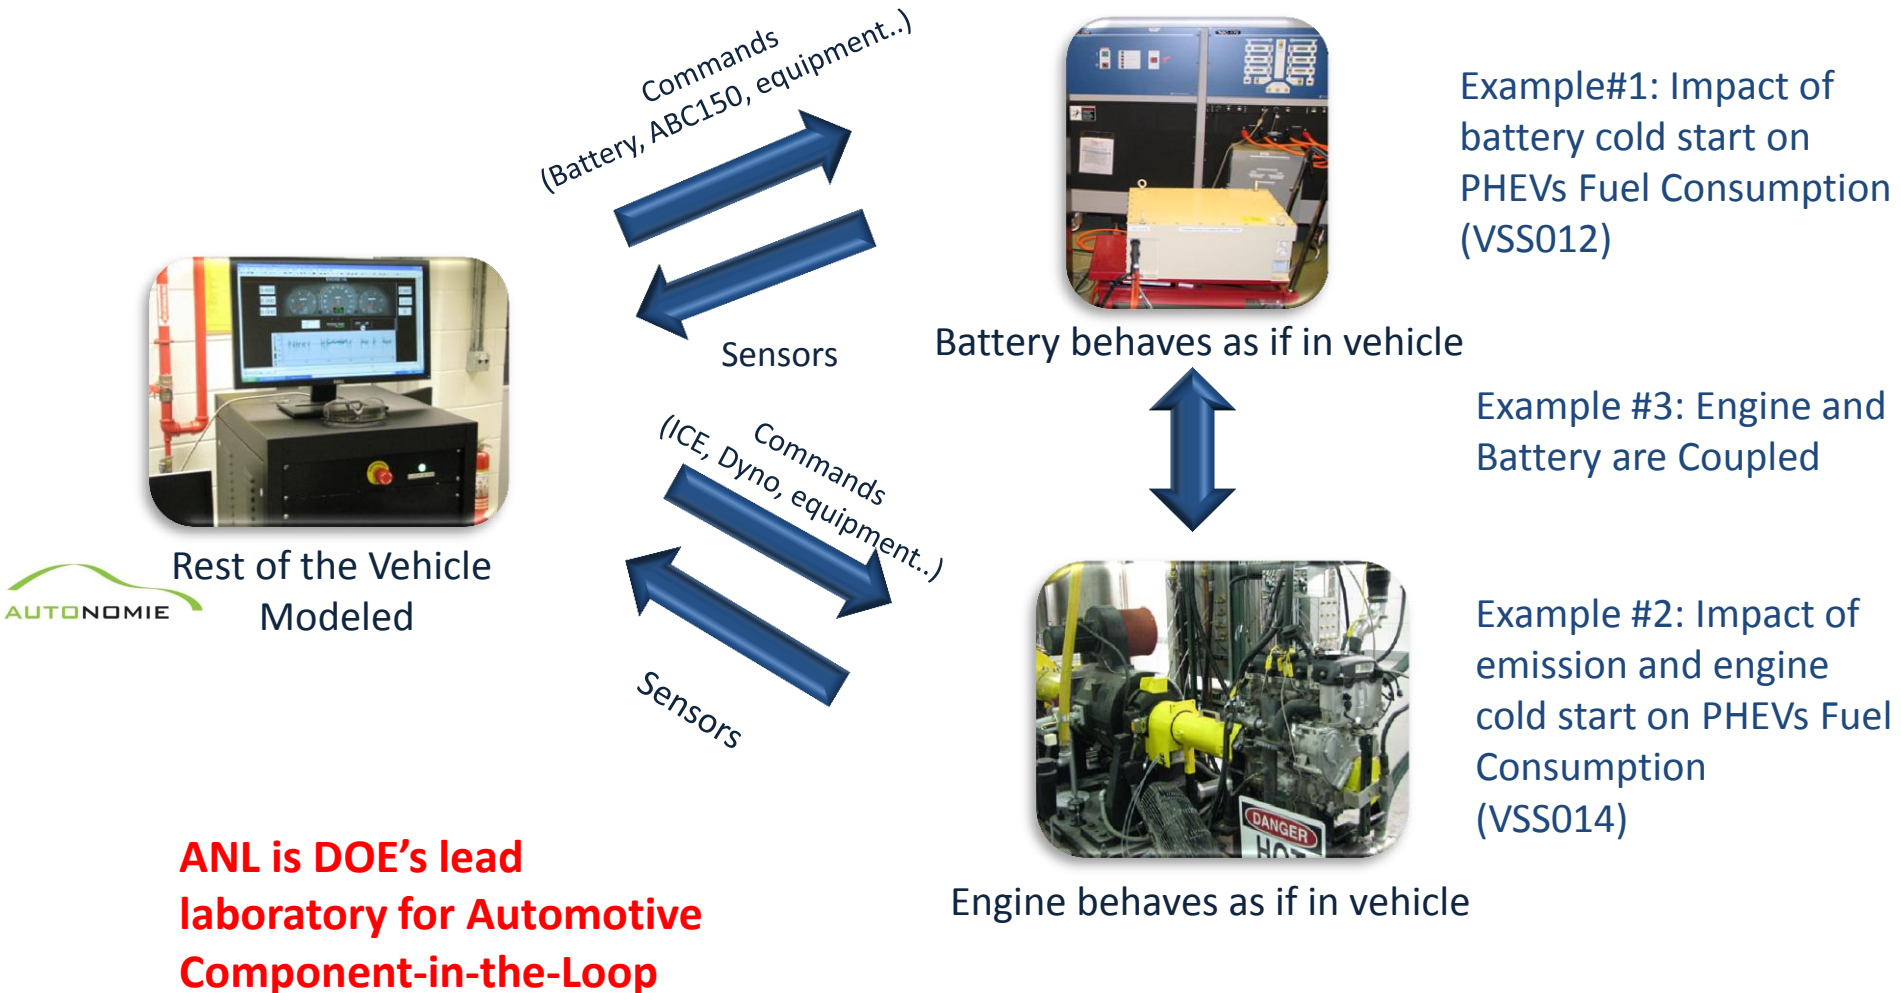 Commands
(Battery, ABC150, equipment..)
Sensors
Battery behaves as if in vehicle
Example#1: Impact of
battery cold start on
PHEVs Fuel Consumption
(VSS012)
Example #3: Engine and
Battery are Coupled
Commands
(ICE, Dyno, equipment..)
Sensors
AUTONOMIE
Rest of the Vehicle
Modeled
Example #2: Impact of
emission and engine
cold start on PHEVs Fuel
Consumption
(VSS014)
DANGER
HOT
Engine behaves as if in vehicle
ANL is DOE’s lead
laboratory for Automotive
Component-in-the-Loop